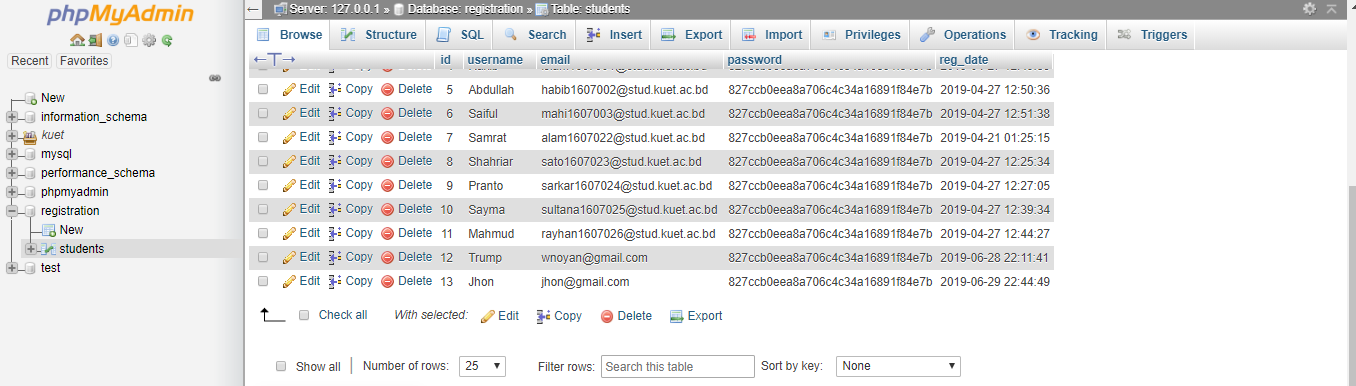 phpMyAdmin
Recent Favorites
New
information_schema
kuet
mysql
performance_schema
phpmyadmin
registration
New
students
test
Server: 127.0.0.1 » Database: registration » Table: students
Browse Structure SQL Search Insert Export Import Privileges Operations Tracking Triggers
id username email password reg_date
Edit Copy Delete 5 Abdullah habib1607002@stud.kuet.ac.bd 827ccb0eea8a706c4c34a16891f84e7b 2019-04-27 12:50:36
Edit Copy Delete 6 Saiful mahi1607003@stud.kuet.ac.bd 827ccb0eea8a706c4c34a16891f84e7b 2019-04-27 12:51:38
Edit Copy Delete 7 Samrat alam1607022@stud.kuet.ac.bd 827ccb0eea8a706c4c34a16891f84e7b 2019-04-21 01:25:15
Edit Copy Delete 8 Shahriar sato1607023@stud.kuet.ac.bd 827ccb0eea8a706c4c34a16891f84e7b 2019-04-27 12:25:34
Edit Copy Delete 9 Pranto sarkar1607024@stud.kuet.ac.bd 827ccb0eea8a706c4c34a16891f84e7b 2019-04-27 12:27:05
Edit Copy Delete 10 Sayma sultana1607025@stud.kuet.ac.bd 827ccb0eea8a706c4c34a16891f84e7b 2019-04-27 12:39:34
Edit Copy Delete 11 Mahmud rayhan1607026@stud.kuet.ac.bd 827ccb0eea8a706c4c34a16891f84e7b 2019-04-27 12:44:27
Edit Copy Delete 12 Trump wnoyan@gmail.com 827ccb0eea8a706c4c34a16891f84e7b 2019-06-28 22:11:41
Edit Copy Delete 13 Jhon jhon@gmail.com 827ccb0eea8a706c4c34a16891f84e7b 2019-06-29 22:44:49
Check all With selected: Edit Copy Delete Export
Show all Number of rows: 25 Filter rows: Search this table Sort by key: None